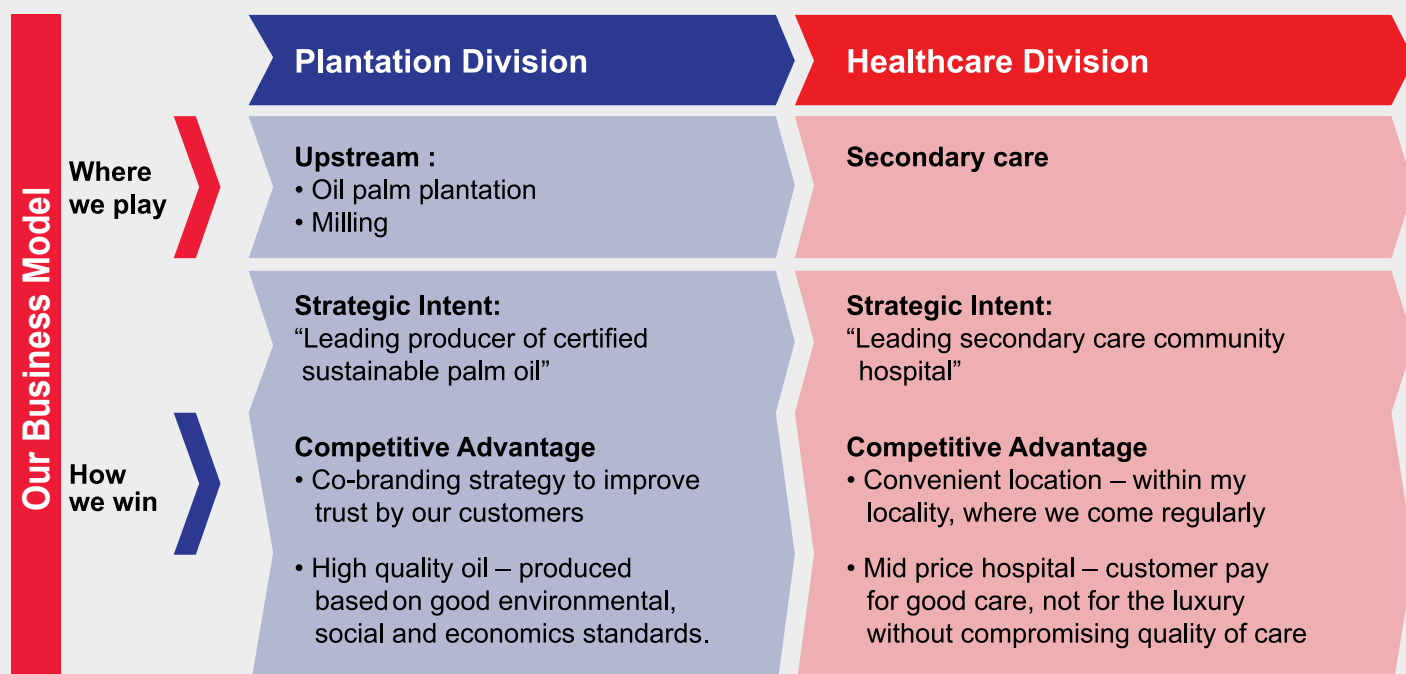 Our Business Model
Plantation Division
Healthcare Division
Where
we play
Upstream :
• Oil palm plantation
• Milling
Secondary care
How
we win
Strategic Intent:
“Leading producer of certified
sustainable palm oil”
Competitive Advantage
• Co-branding strategy to improve
trust by our customers
• High quality oil – produced
based on good environmental,
social and economics standards.
Strategic Intent:
“Leading secondary care community
hospital”
Competitive Advantage
• Convenient location – within my
locality, where we come regularly
• Mid price hospital – customer pay
for good care, not for the luxury
without compromising quality of care